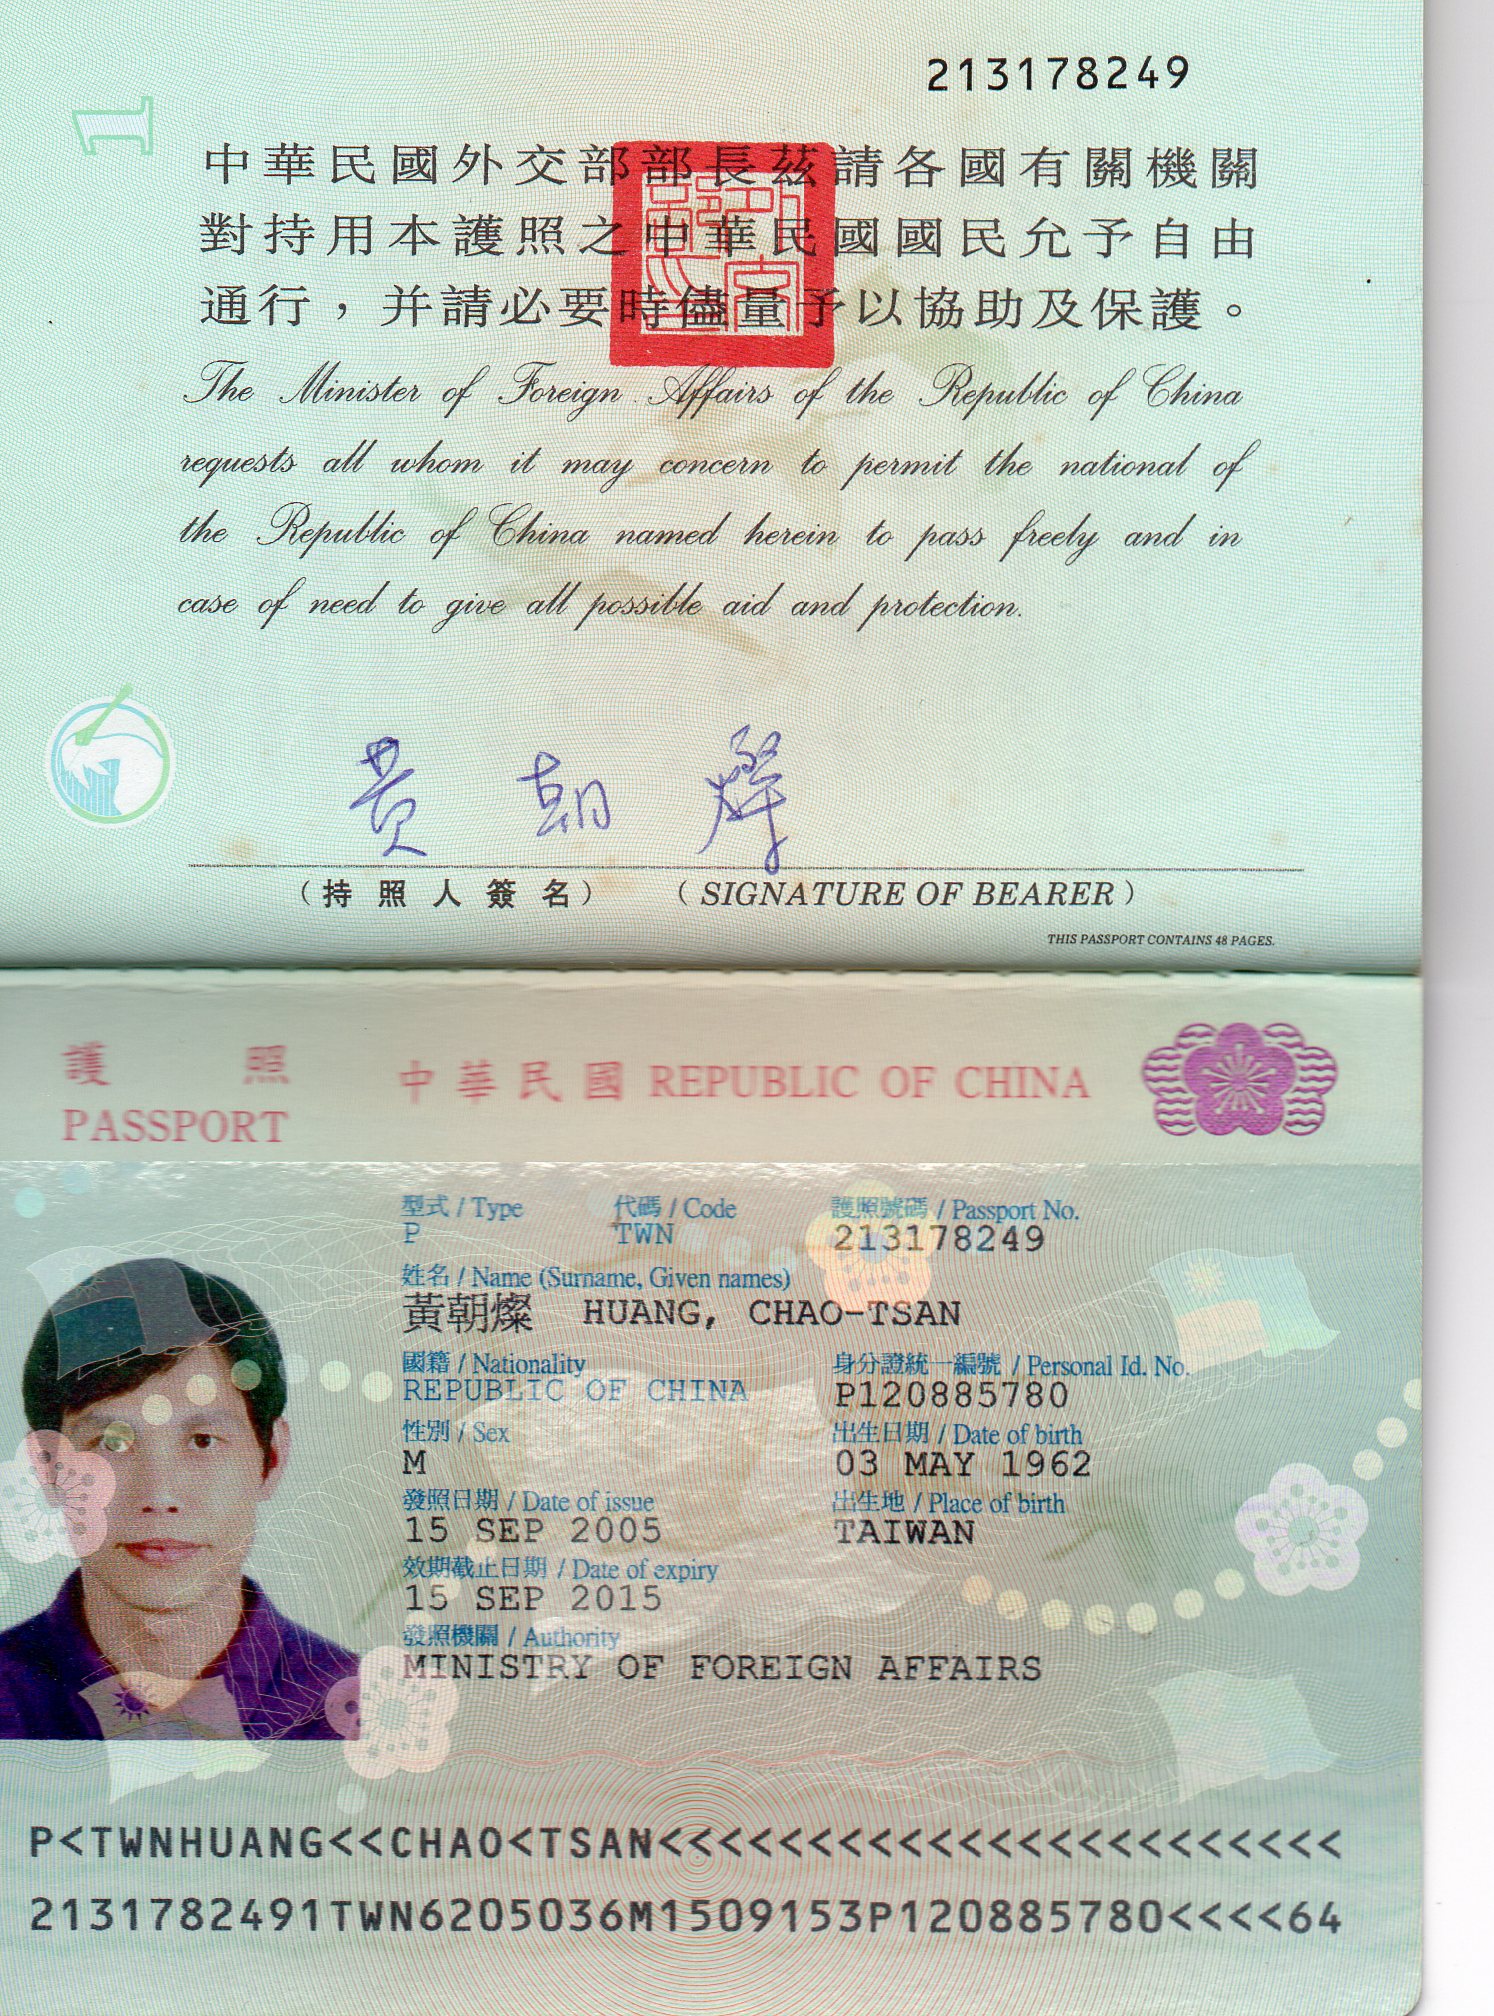 213178249
1
中華民國外交部部長茲請各國有關機關
對持用本護照之中華民國國民允予自由
通行，并請必要時儘量予以協助及保護。
The Minister of Foreign Affairs of the Republic of China
requests all whom it may concern to permit the national of
the Republic of China named herein to pass freely and in
case of need to give all possible aid and protection.
黃朝燦
（持照人簽名） （SIGNATURE OF BEARER）
THIS PASSPORT CONTAINS 48 PAGES.
護照 中華民國 REPUBLIC OF CHINA
PASSPORT
型式 / Type 代碼 / Code 護照號碼 / Passport No.
P TWN 213178249
姓名 / Name (Surname, Given names)
黃朝燦 HUANG, CHAO-TSAN
國籍 / Nationality 身分證統一編號 / Personal Id. No.
REPUBLIC OF CHINA P120885780
性別 / Sex 出生日期 / Date of birth
M 03 MAY 1962
發照日期 / Date of issue 出生地 / Place of birth
15 SEP 2005 TAIWAN
效期截止日期 / Date of expiry
15 SEP 2015
發照機關 / Authority
MINISTRY OF FOREIGN AFFAIRS
P<TWNHUANG<<CHAO<TSAN<<<<<<<<<<<<<<<<<<<<<<<
2131782491TWN6205036M1509153P120885780<<<<64